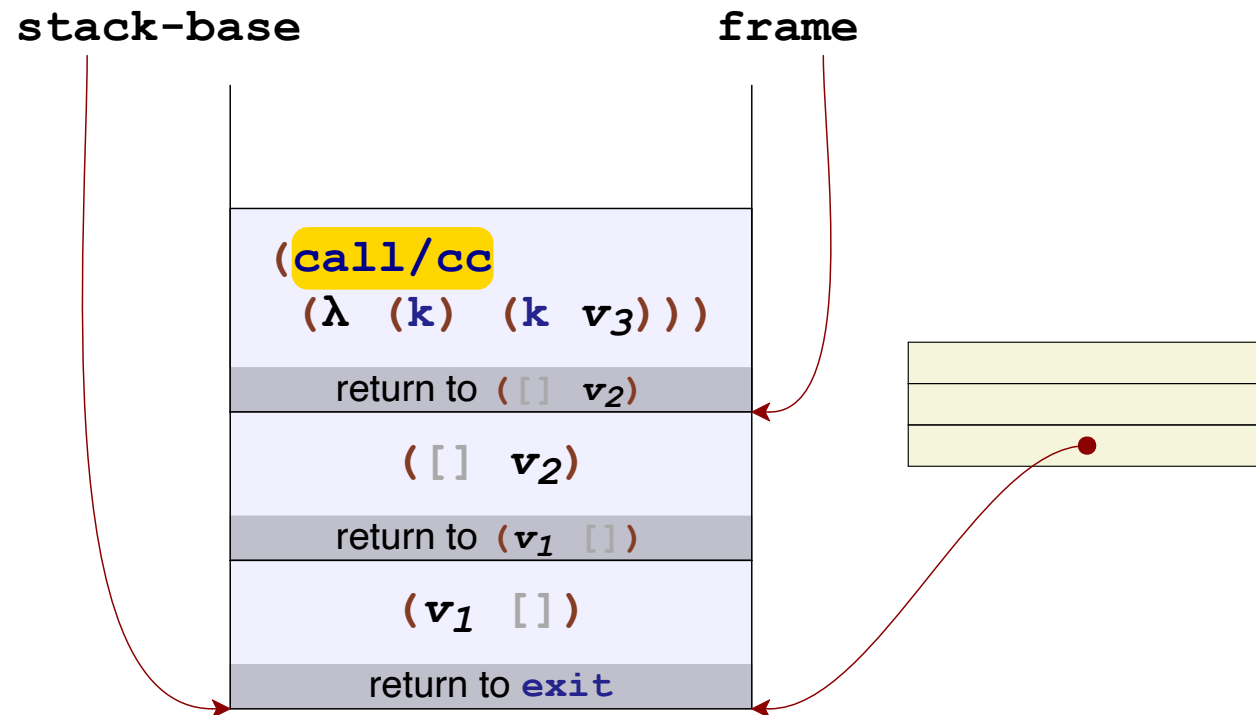 stack-base frame
(call/cc
(λ (k) (k v3)))
return to ([] v2)
([] v2)
return to (v1 [])
(v1 [])
return to exit